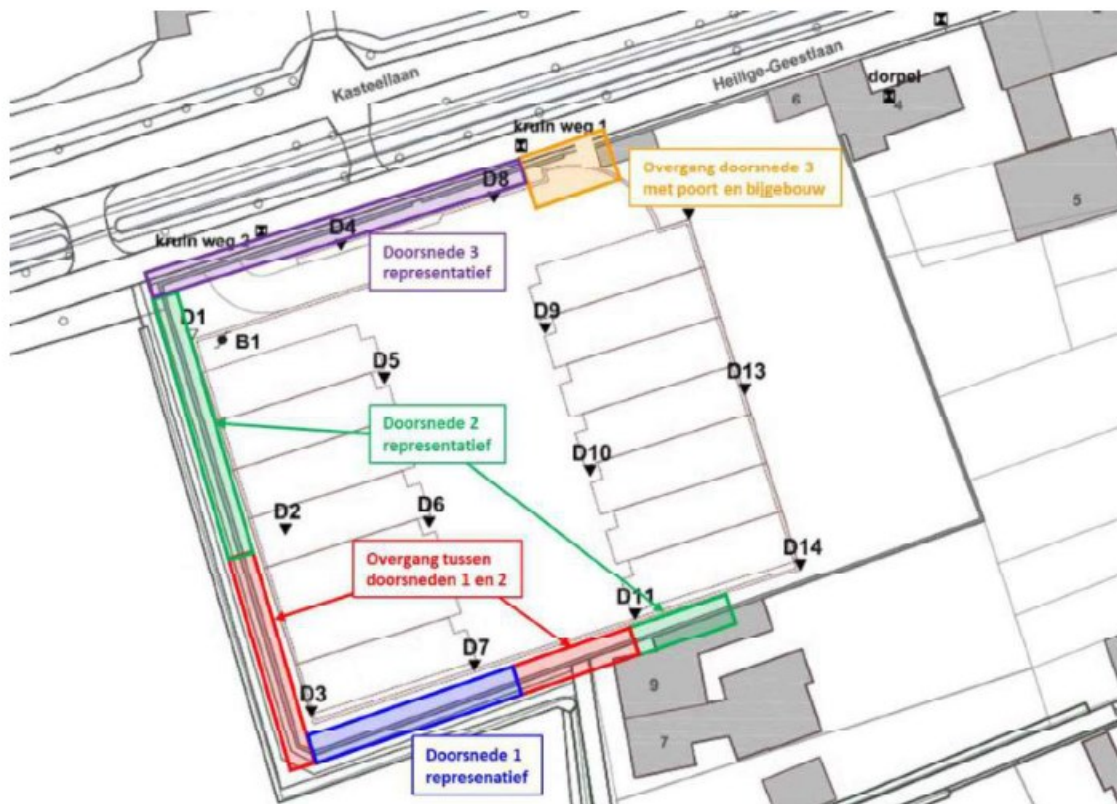 Kasteellaan
Heilige-Geestlaan
dorpel
6
4
kruin weg 1
Overgang doorsnede 3
met poort en bijgebouw
5
D8
D4
kruin weg 2
Doorsnede 3
representatief
D1
B1
D9
D5
D13
Doorsnede 2
representatief
D10
D2
D6
Overgang tussen
doorsneden 1 en 2
D14
D11
D7
9
D3
7
Doorsnede 1
represenatief